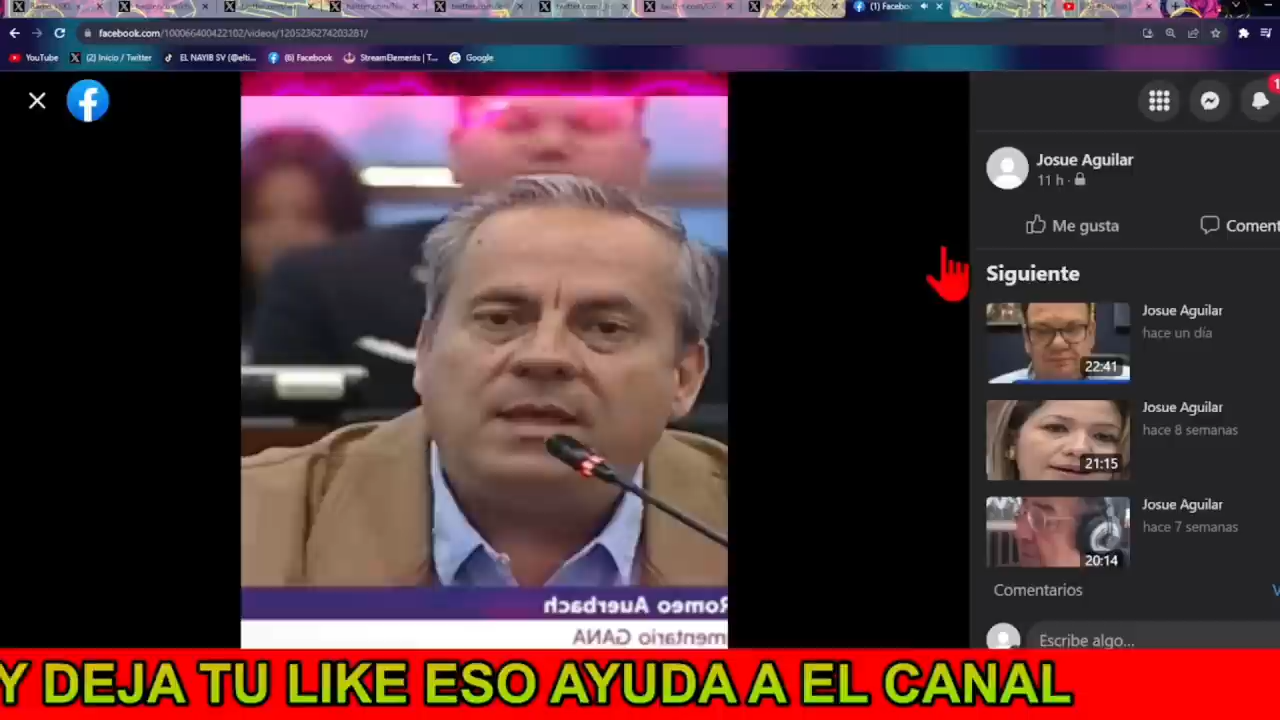 facebook.com/100066400422102/videos/1205236274203281/
YouTube
(2) Inicio / Twitter
EL NAYIB SV (@elti...
(6) Facebook
StreamElements | T...
Google
Josue Aguilar
11 h
Me gusta
Coment
Siguiente
Josue Aguilar
hace un día
22:41
Josue Aguilar
hace 8 semanas
21:15
Josue Aguilar
hace 7 semanas
20:14
Comentarios
Escribe algo...
Romeo Auerbach
mentario GANA
Y DEJA TU LIKE ESO AYUDA A EL CANAL